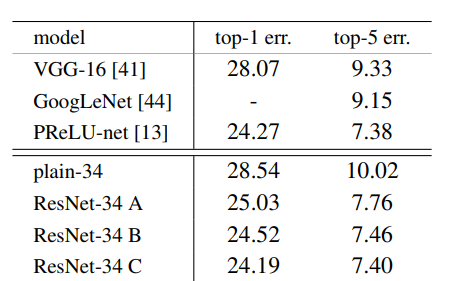 model top-1 err. top-5 err.
VGG-16 [41] 28.07 9.33
GoogLeNet [44] - 9.15
PReLU-net [13] 24.27 7.38
plain-34 28.54 10.02
ResNet-34 A 25.03 7.76
ResNet-34 B 24.52 7.46
ResNet-34 C 24.19 7.40